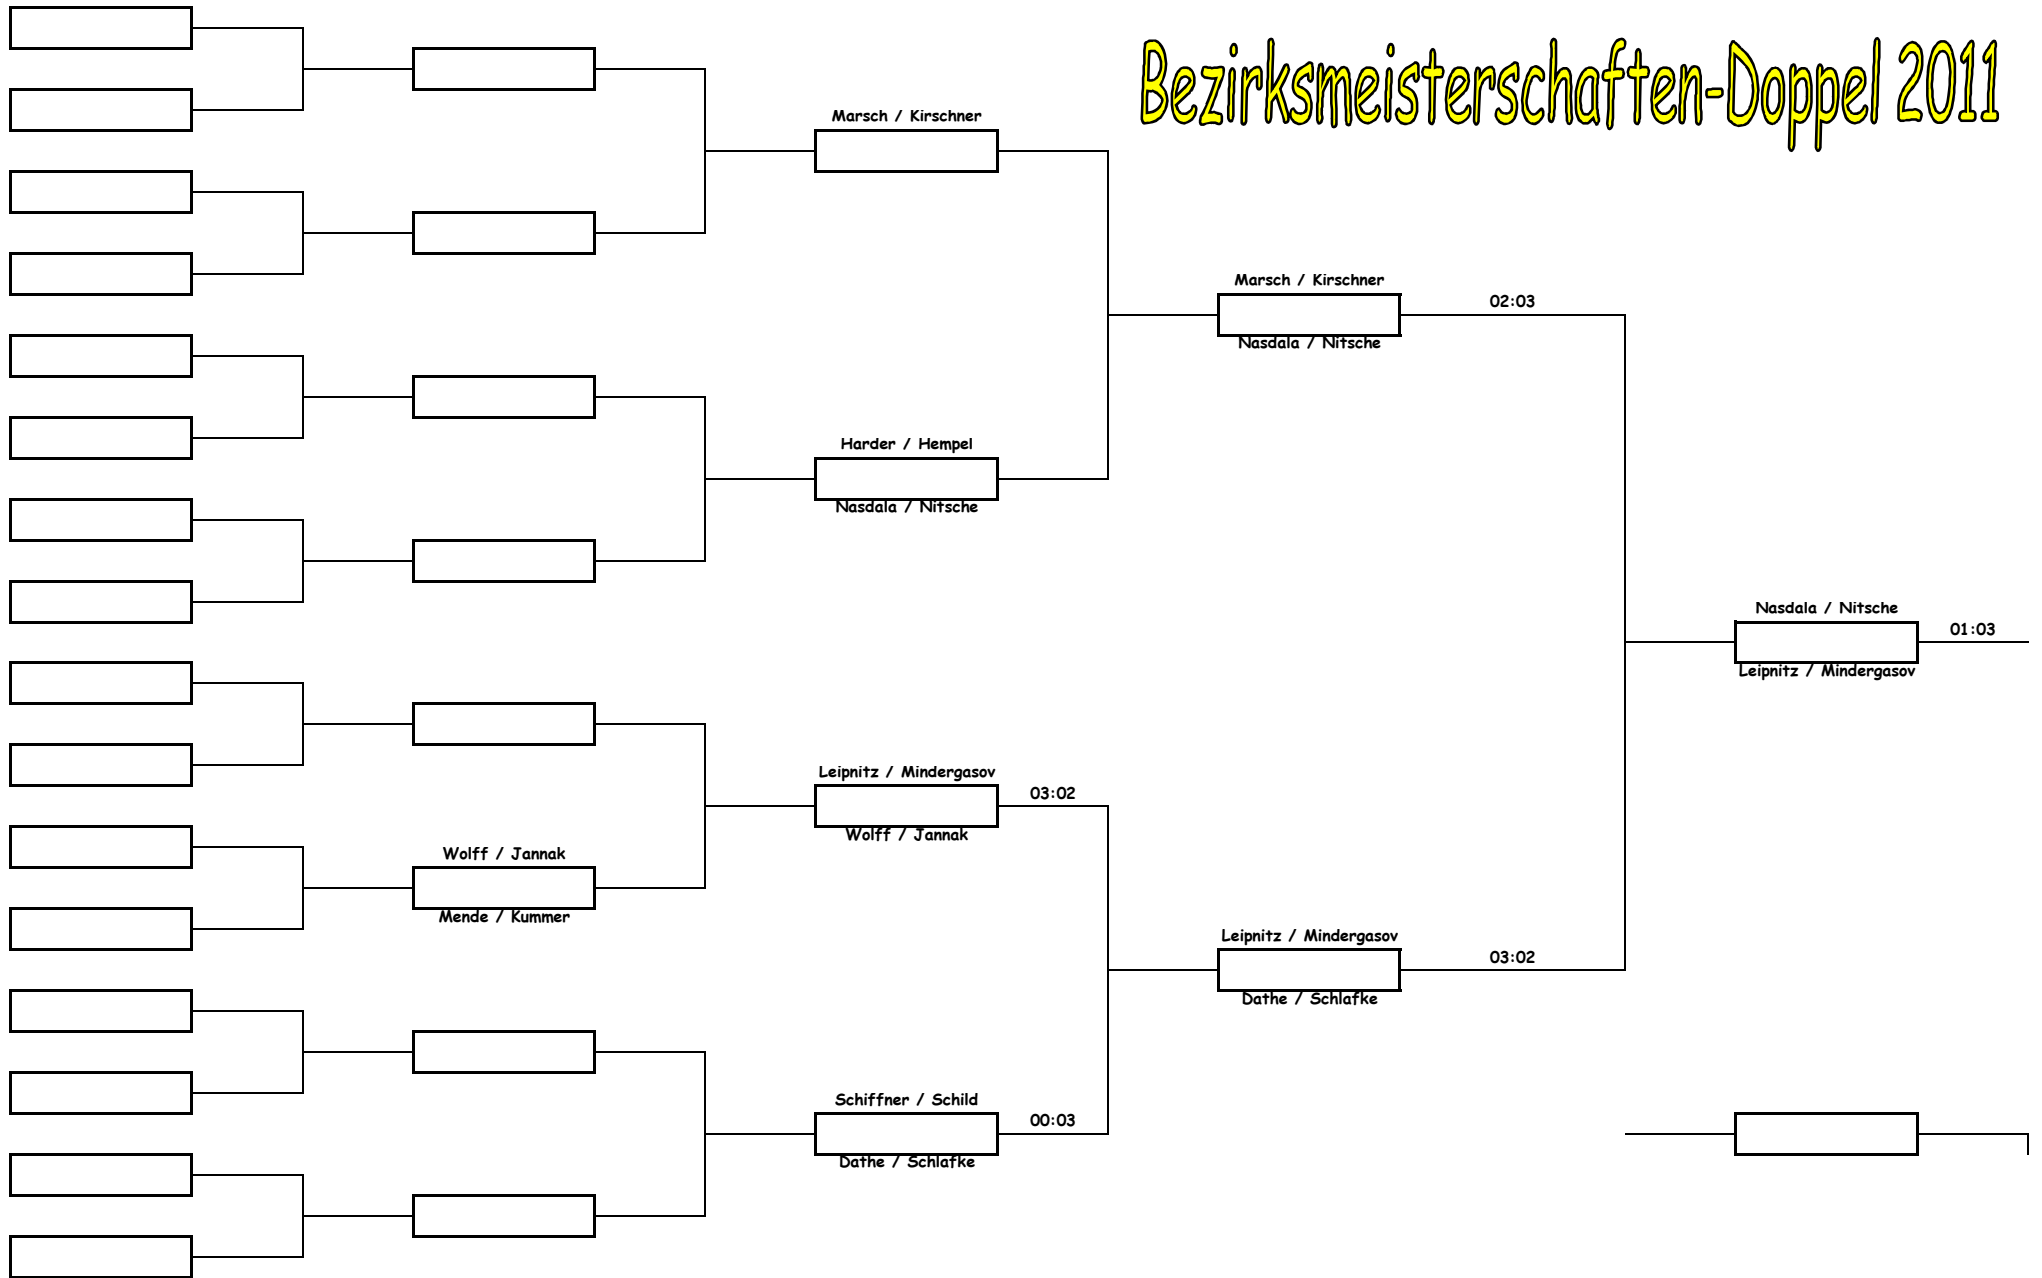 Bezirksmeisterschaften-Doppel 2011
Marsch / Kirschner
Harder / Hempel
Nasdala / Nitsche
Wolff / Jannak
Mende / Kummer
Leipnitz / Mindergasov
03:02
Wolff / Jannak
Schiffner / Schild
00:03
Dathe / Schlafke
Marsch / Kirschner
02:03
Nasdala / Nitsche
Leipnitz / Mindergasov
03:02
Dathe / Schlafke
Nasdala / Nitsche
01:03
Leipnitz / Mindergasov